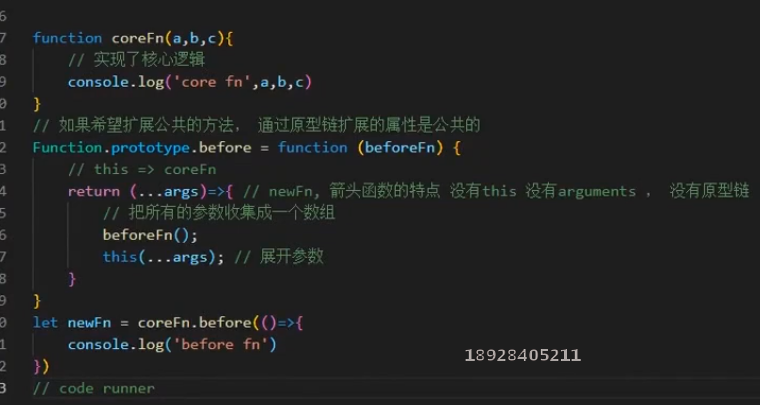 6
7 function coreFn(a,b,c){
8 // 实现了核心逻辑
9 console.log('core fn',a,b,c)
0 }
1 // 如果希望扩展公共的方法， 通过原型链扩展的属性是公共的
2 Function.prototype.before = function (beforeFn) {
3 // this => coreFn
4 return (...args)=>{ // newFn, 箭头函数的特点 没有this 没有arguments ， 没有原型链
5 // 把所有的参数收集成一个数组
6 beforeFn();
7 this(...args); // 展开参数
8 }
9 }
0 let newFn = coreFn.before(()=>{
1 console.log('before fn')
18928405211
2 })
3 // code runner